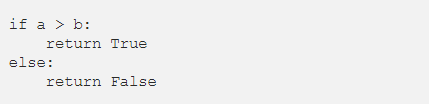 if a > b:
    return True
else:
    return False